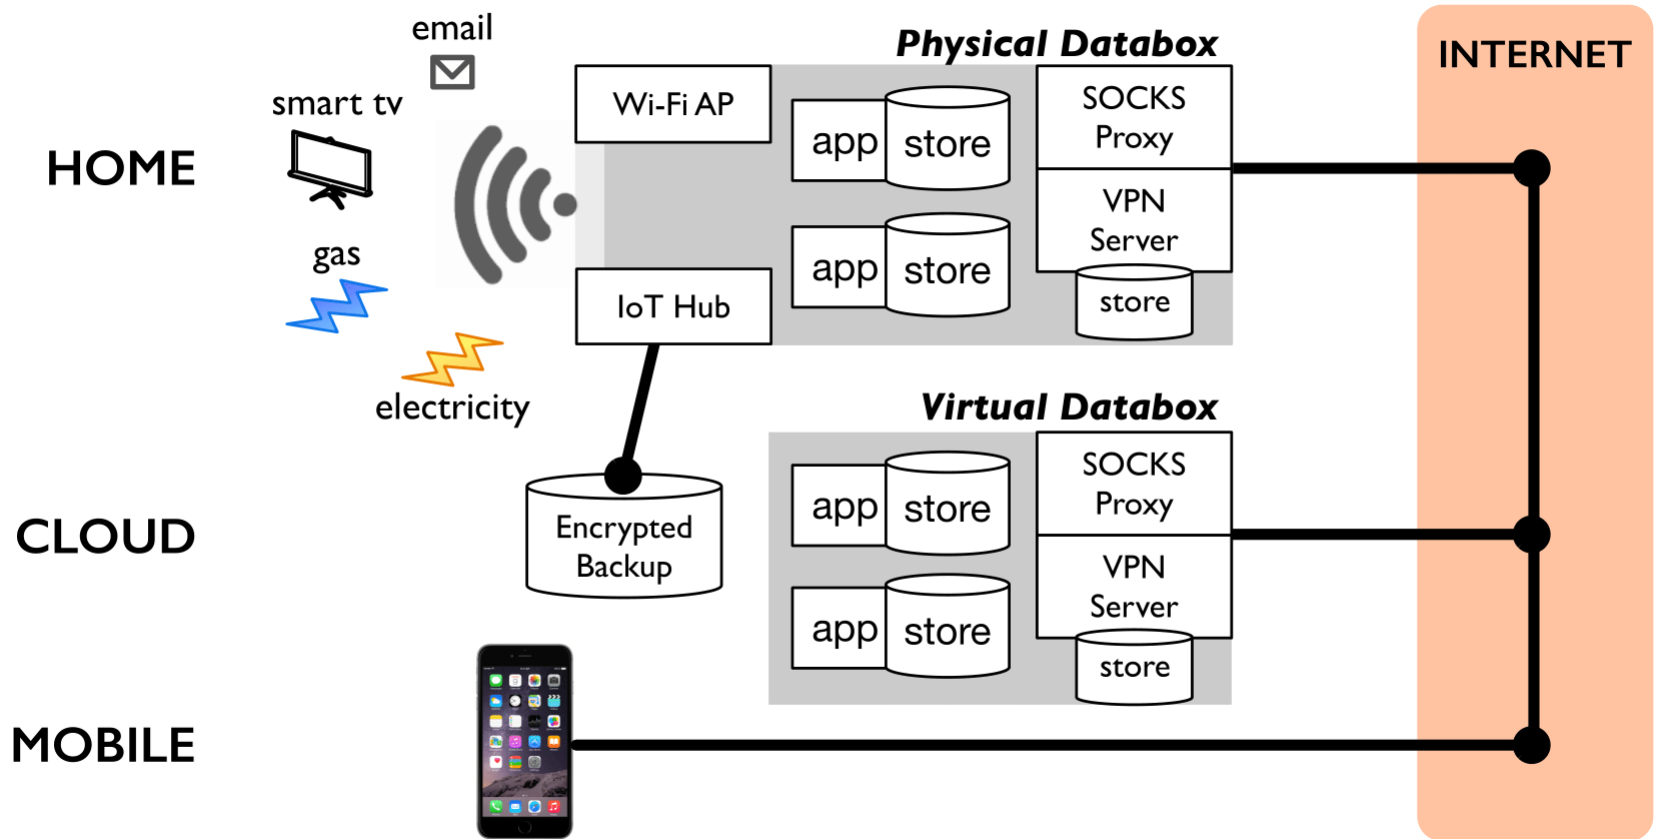 email
Physical Databox
INTERNET
smart tv
Wi-Fi AP
SOCKS
Proxy
app
store
HOME
VPN
Server
gas
app
store
IoT Hub
store
electricity
Virtual Databox
SOCKS
Proxy
app
store
Encrypted
Backup
CLOUD
VPN
Server
app
store
store
MOBILE